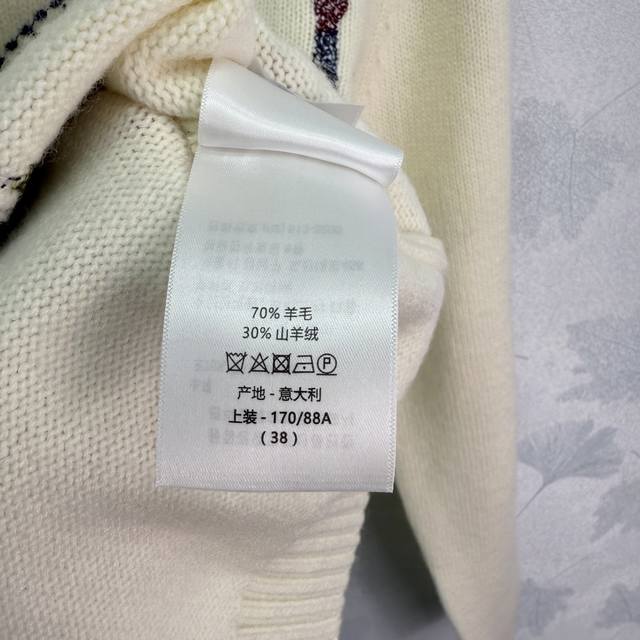 70% 羊毛
30% 山羊绒
P
产地 - 意大利
上装 - 170/88A
( 38 )